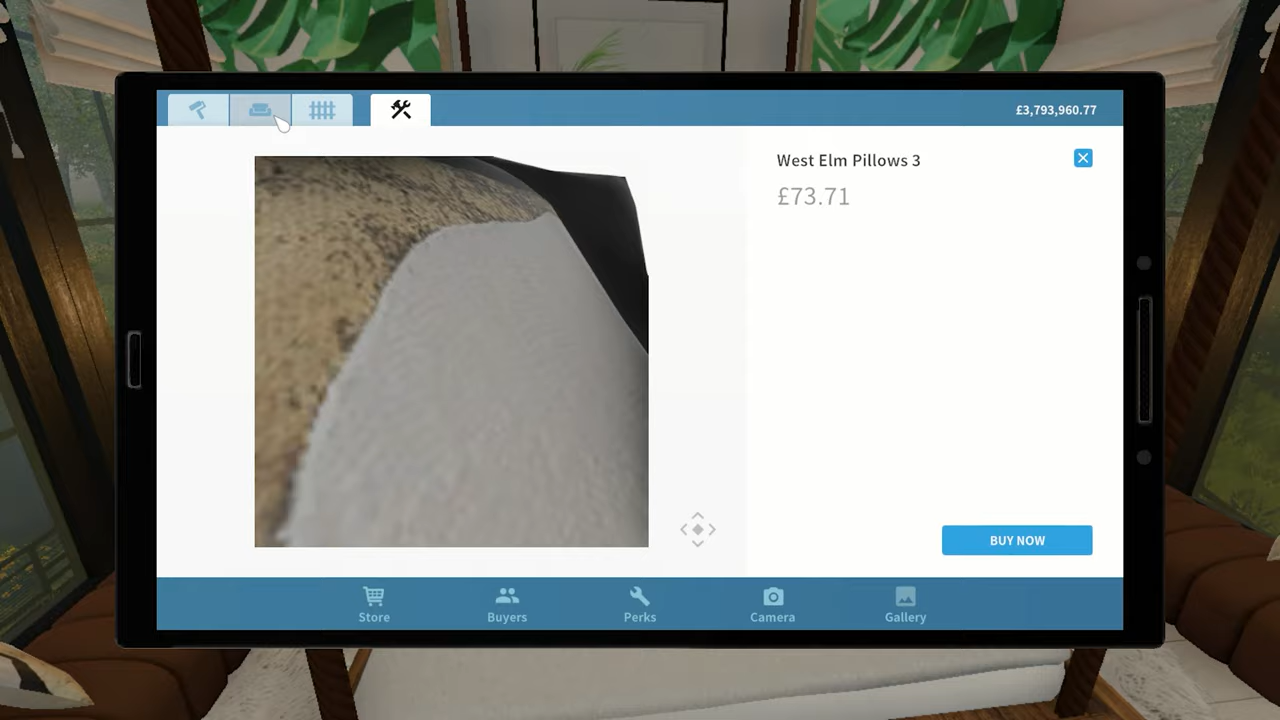 £3,793,960.77
West Elm Pillows 3
£73.71
BUY NOW
Store
Buyers
Perks
Camera
Gallery